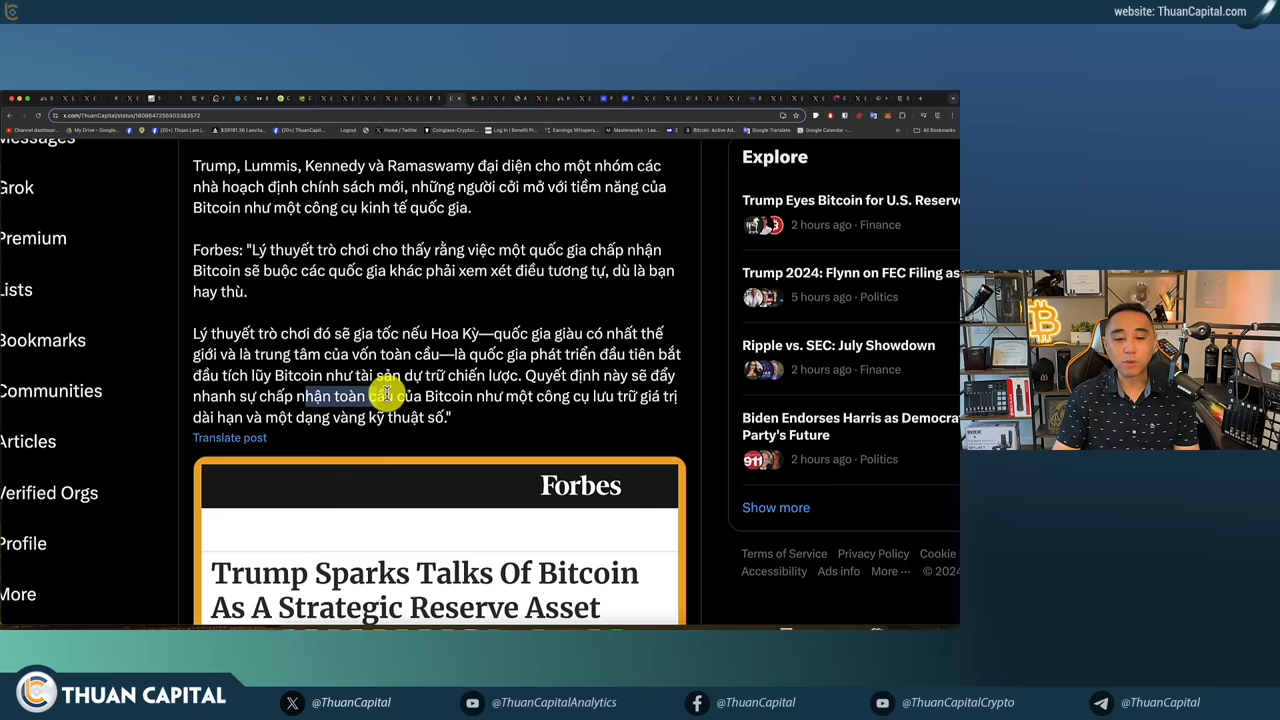 website: ThuanCapital.com
x.com/ThuanCapital/status/1808647255903383572
Messages
Grok
Premium
Lists
Bookmarks
Communities
Articles
Verified Orgs
Profile
More
Trump, Lummis, Kennedy và Ramaswamy đại diện cho một nhóm các
nhà hoạch định chính sách mới, những người cởi mở với tiềm năng của
Bitcoin như một công cụ kinh tế quốc gia.
Forbes: "Lý thuyết trò chơi cho thấy rằng việc một quốc gia chấp nhận
Bitcoin sẽ buộc các quốc gia khác phải xem xét điều tương tự, dù là bạn
hay thù.
Lý thuyết trò chơi đó sẽ gia tốc nếu Hoa Kỳ—quốc gia giàu có nhất thế
giới và là trung tâm của vốn toàn cầu—là quốc gia phát triển đầu tiên bắt
đầu tích lũy Bitcoin như tài sản dự trữ chiến lược. Quyết định này sẽ đẩy
nhanh sự chấp nhận toàn cầu của Bitcoin như một công cụ lưu trữ giá trị
dài hạn và một dạng vàng kỹ thuật số."
Translate post
Forbes
Trump Sparks Talks Of Bitcoin
As A Strategic Reserve Asset
Explore
Trump Eyes Bitcoin for U.S. Reserve
2 hours ago · Finance
Trump 2024: Flynn on FEC Filing as
5 hours ago · Politics
Ripple vs. SEC: July Showdown
2 hours ago · Finance
Biden Endorses Harris as Democra
Party's Future
2 hours ago · Politics
Show more
Terms of Service Privacy Policy Cookie
Accessibility Ads info More ··· © 2024
THUAN CAPITAL
@ThuanCapital
@ThuanCapitalAnalytics
@ThuanCapital
@ThuanCapitalCrypto
@ThuanCapital